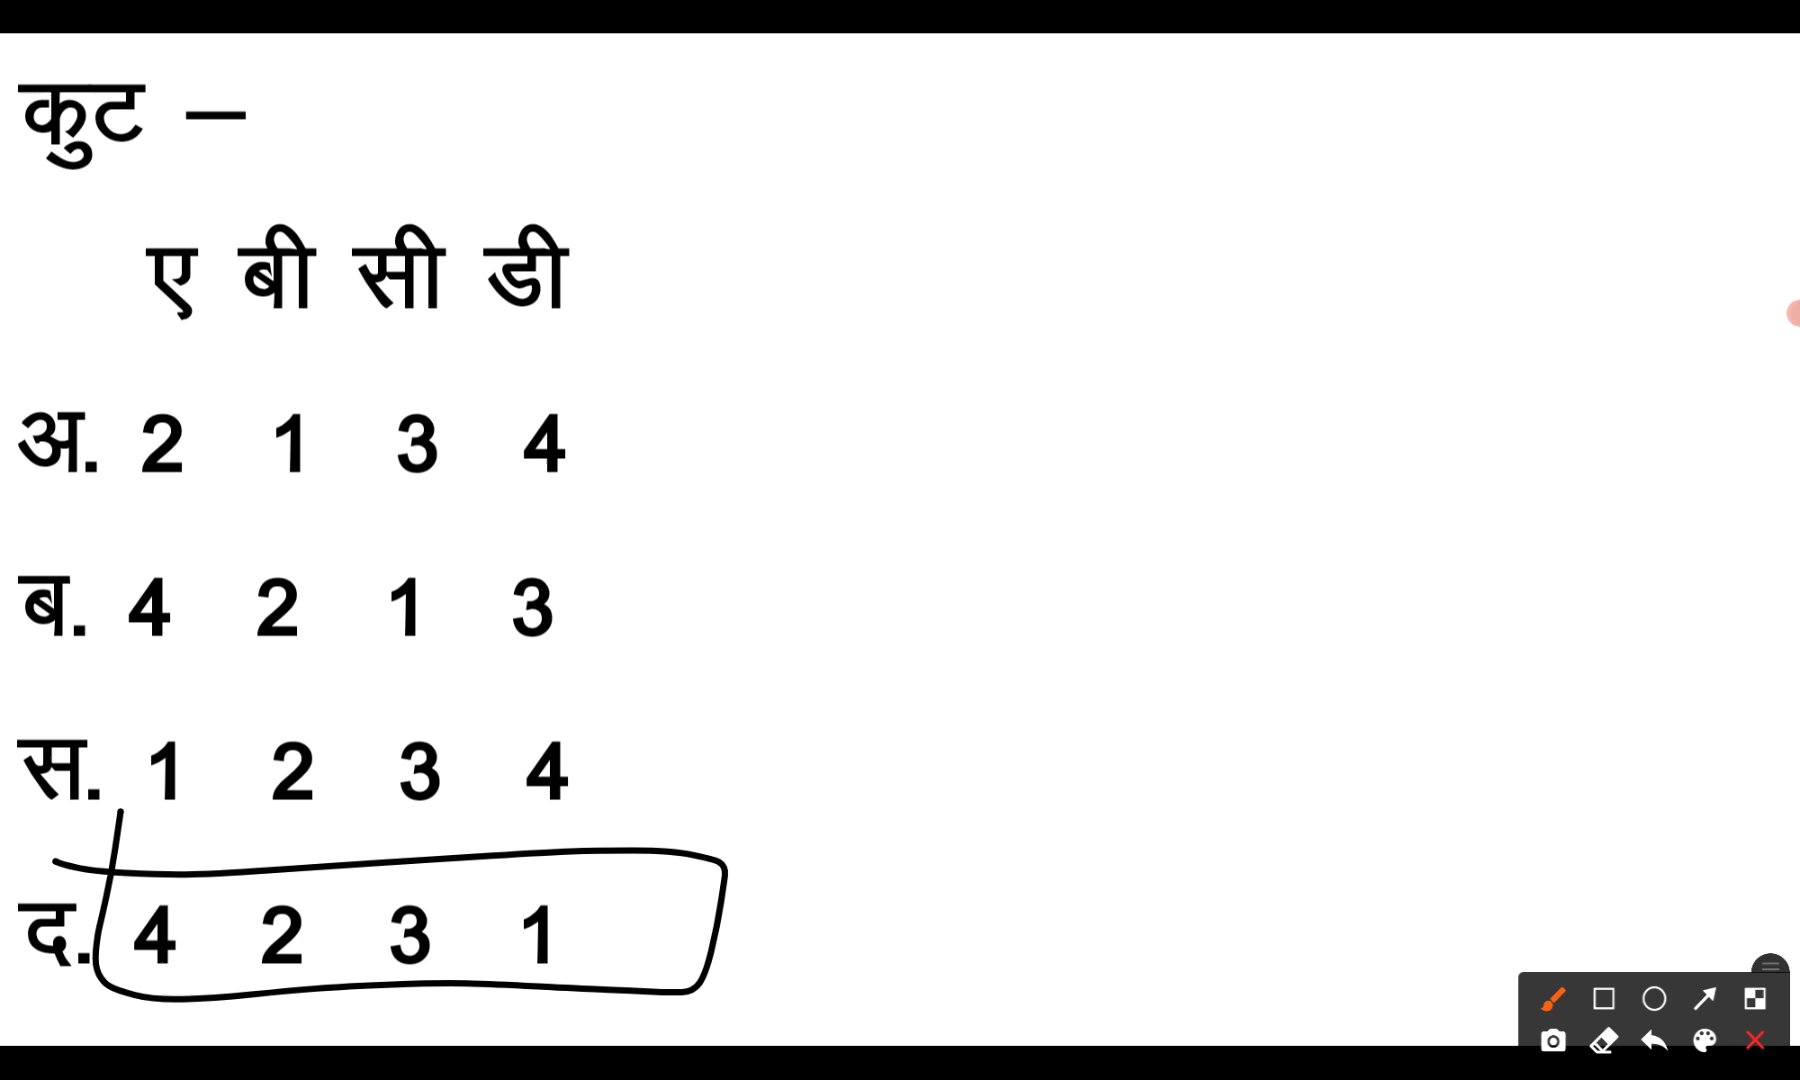 कुट –
ए बी सी डी
अ. 2 1 3 4
ब. 4 2 1 3
स. 1 2 3 4
द. 4 2 3 1